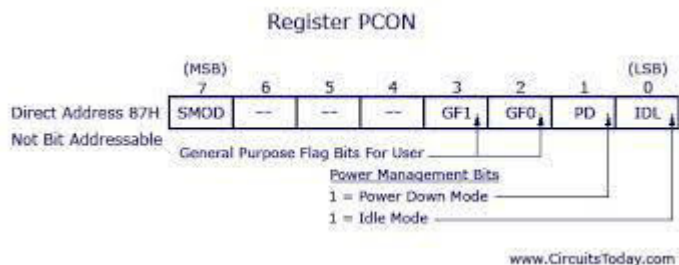 Register PCON
(MSB) (LSB)
7 6 5 4 3 2 1 0
Direct Address 87H SMOD -- -- -- GF1 GF0 PD IDL
Not Bit Addressable
General Purpose Flag Bits For User
Power Management Bits
1 = Power Down Mode
1 = Idle Mode
www.CircuitsToday.com